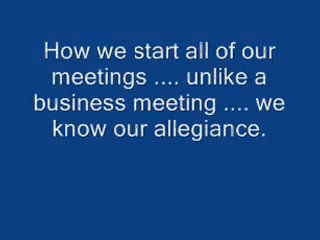 How we start all of our
meetings .... unlike a
business meeting .... we
know our allegiance.